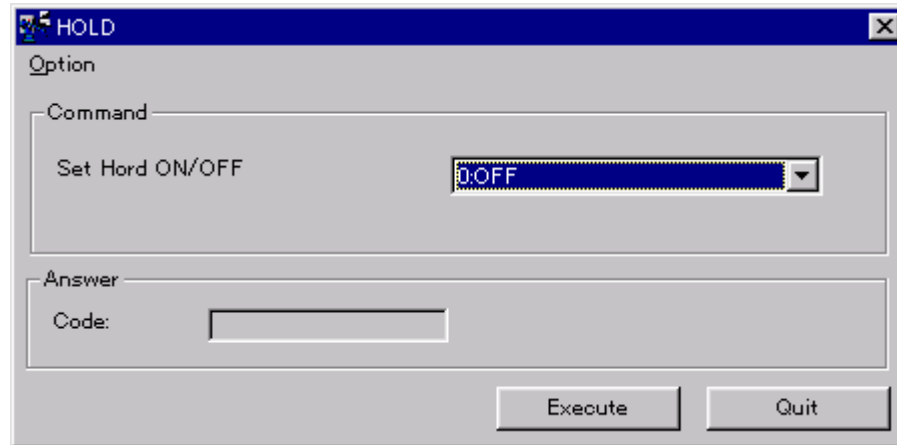 HOLD
Option
Command
Set Hord ON/OFF
0:OFF
Answer
Code:
Execute
Quit